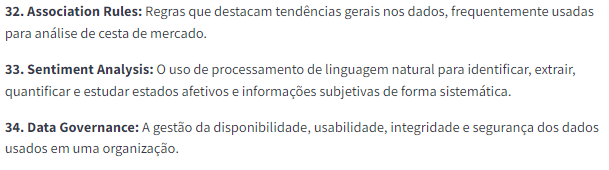 32. Association Rules: Regras que destacam tendências gerais nos dados, frequentemente usadas
para análise de cesta de mercado.
33. Sentiment Analysis: O uso de processamento de linguagem natural para identificar, extrair,
quantificar e estudar estados afetivos e informações subjetivas de forma sistemática.
34. Data Governance: A gestão da disponibilidade, usabilidade, integridade e segurança dos dados
usados em uma organização.